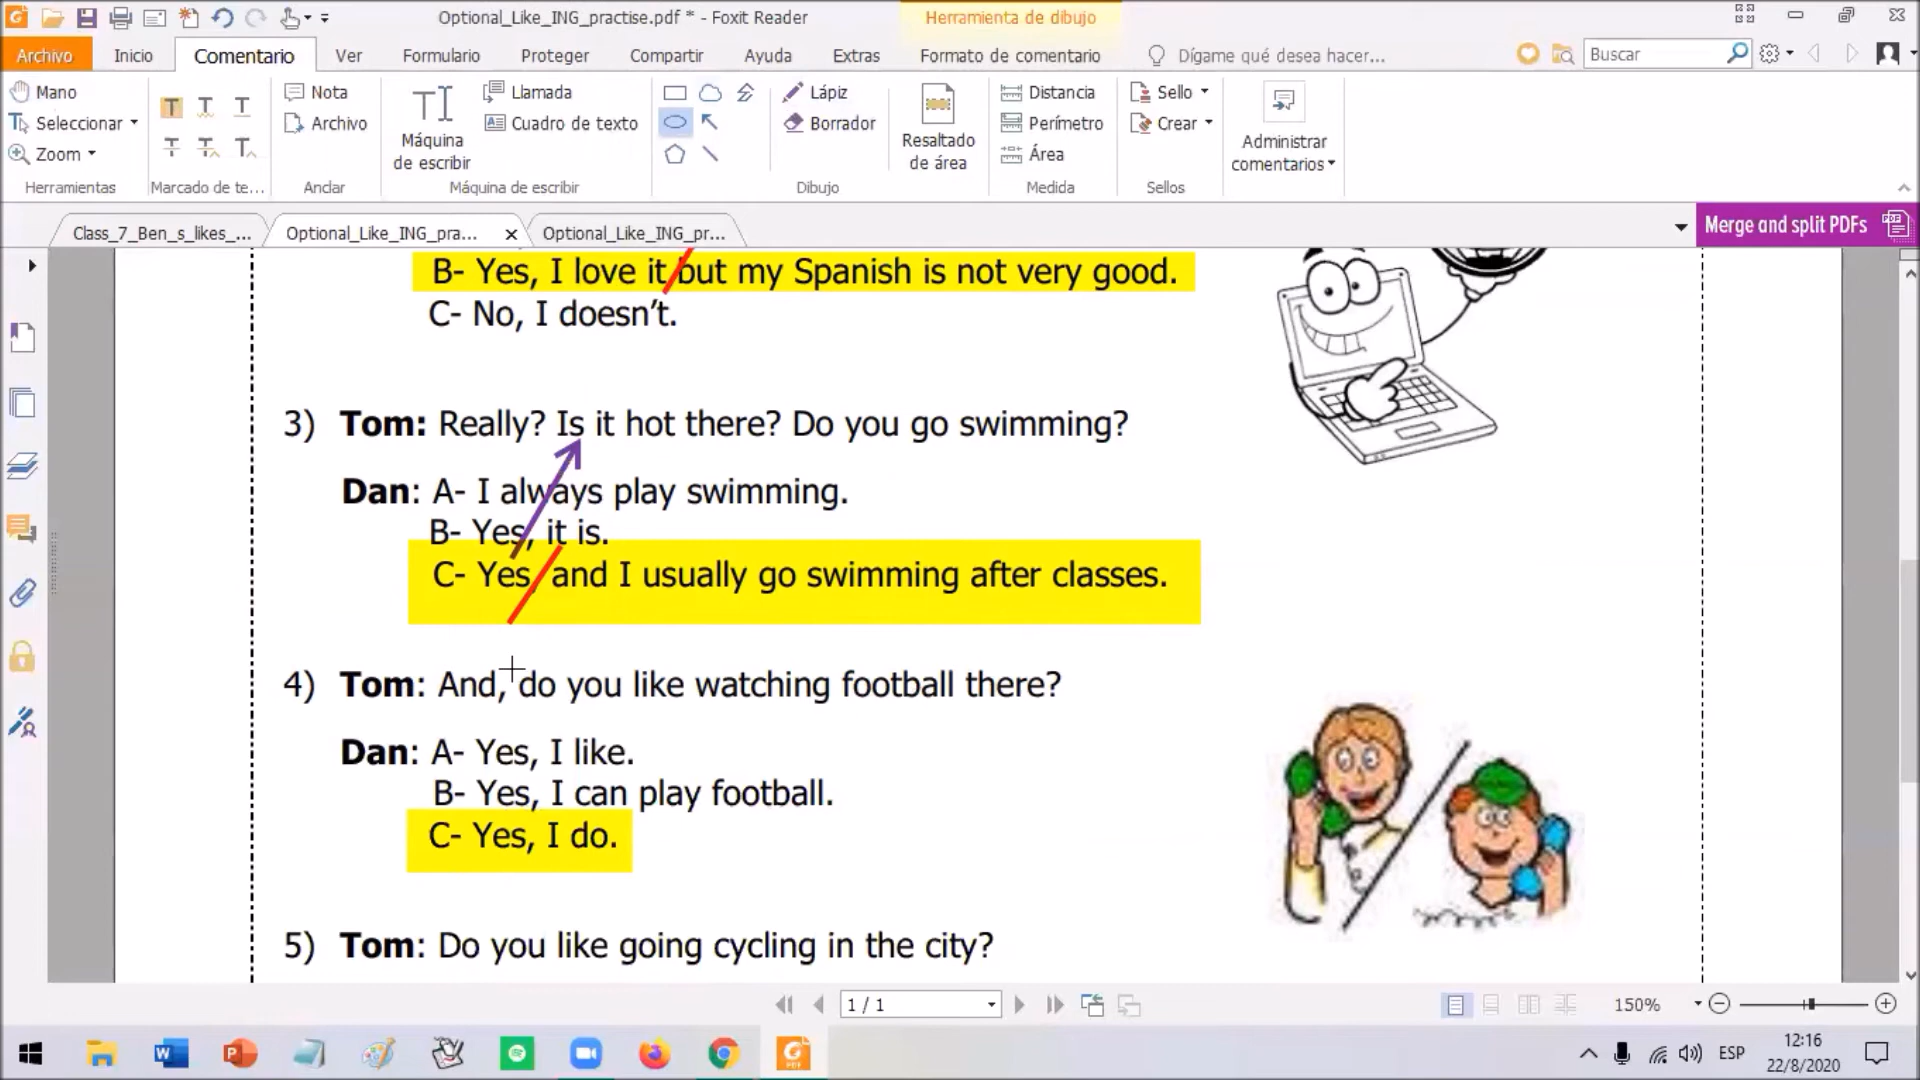 Optional_Like_ING_practise.pdf * - Foxit Reader
Herramienta de dibujo
Archivo Inicio Comentario Ver Formulario Proteger Compartir Ayuda Extras Formato de comentario Dígame qué desea hacer... Buscar
Mano
Seleccionar
Zoom
Herramientas
Marcado de te...
Nota
Archivo
Anclar
Máquina de escribir
Llamada
Cuadro de texto
Máquina de escribir
Lápiz
Borrador
Dibujo
Resaltado de área
Distancia
Perímetro
Área
Medida
Sello
Crear
Sellos
Administrar comentarios
Class_7_Ben_s_likes_... Optional_Like_ING_pra... Optional_Like_ING_pr... Merge and split PDFs
B- Yes, I love it but my Spanish is not very good.
C- No, I doesn't.
3) Tom: Really? Is it hot there? Do you go swimming?
Dan: A- I always play swimming.
B- Yes, it is.
C- Yes, and I usually go swimming after classes.
4) Tom: And, do you like watching football there?
Dan: A- Yes, I like.
B- Yes, I can play football.
C- Yes, I do.
5) Tom: Do you like going cycling in the city?
1 / 1 150%
ESP 12:16
22/8/2020